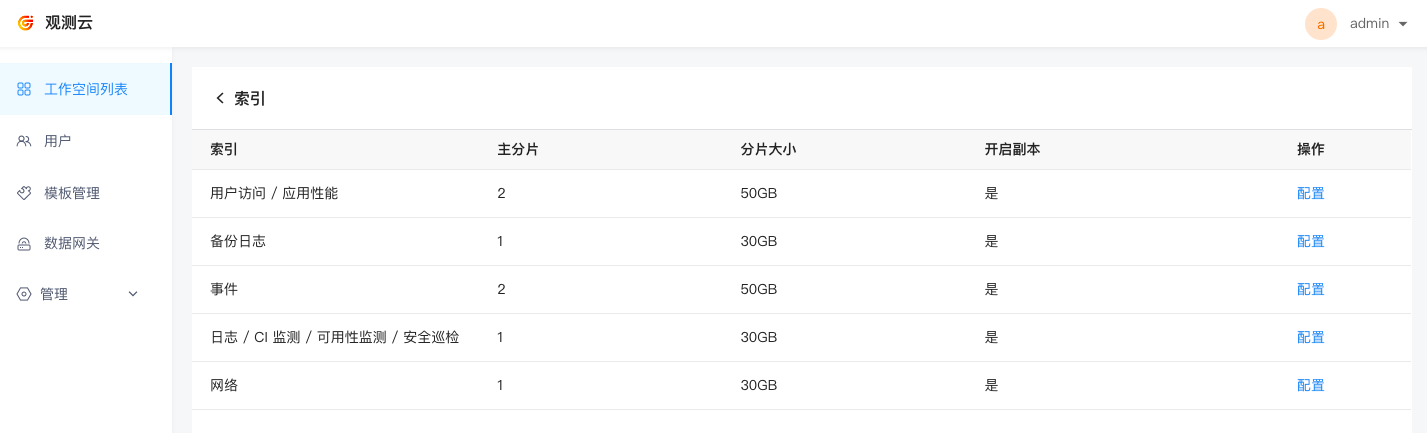 观测云
a admin
工作空间列表
用户
模板管理
数据网关
管理
索引
索引 主分片 分片大小 开启副本 操作
用户访问 / 应用性能 2 50GB 是 配置
备份日志 1 30GB 是 配置
事件 2 50GB 是 配置
日志 / CI 监测 / 可用性监测 / 安全巡检 1 30GB 是 配置
网络 1 30GB 是 配置